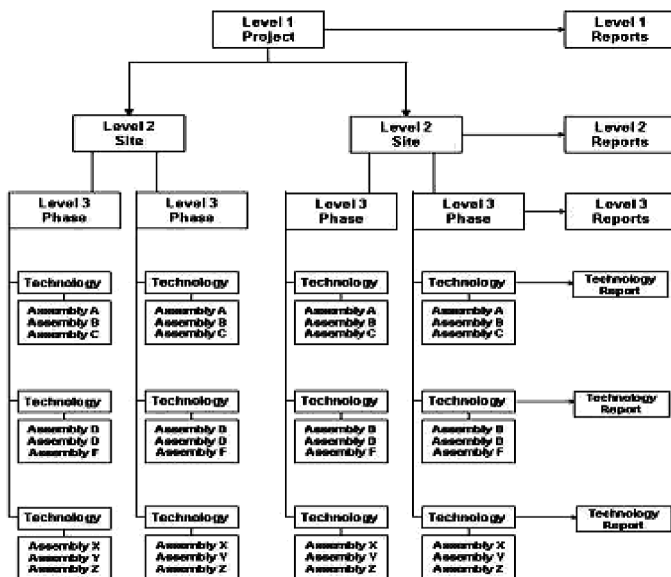 Level 1
Project
Level 1
Reports
Level 2
Site
Level 2
Site
Level 2
Reports
Level 3
Phase
Level 3
Phase
Level 3
Phase
Level 3
Phase
Level 3
Reports
Technology
Assembly A
Assembly B
Assembly C
Technology
Assembly A
Assembly B
Assembly C
Technology
Assembly A
Assembly B
Assembly C
Technology
Assembly A
Assembly B
Assembly C
Technology
Report
Technology
Assembly
Assembly
Assembly F
Technology
Assembly
Assembly
Assembly F
Technology
Assembly
Assembly
Assembly F
Technology
Assembly
Assembly
Assembly F
Technology
Report
Technology
Assembly X
Assembly Y
Assembly Z
Technology
Assembly X
Assembly Y
Assembly Z
Technology
Assembly X
Assembly Y
Assembly Z
Technology
Assembly X
Assembly Y
Assembly Z
Technology
Report